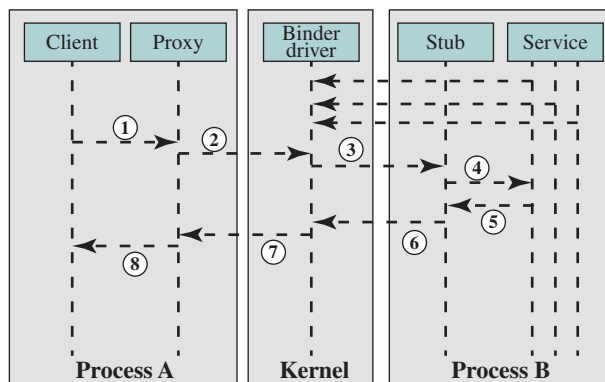 Client
Proxy
Binder
driver
Stub
Service
1
2
3
4
5
6
7
8
Process A
Kernel
Process B